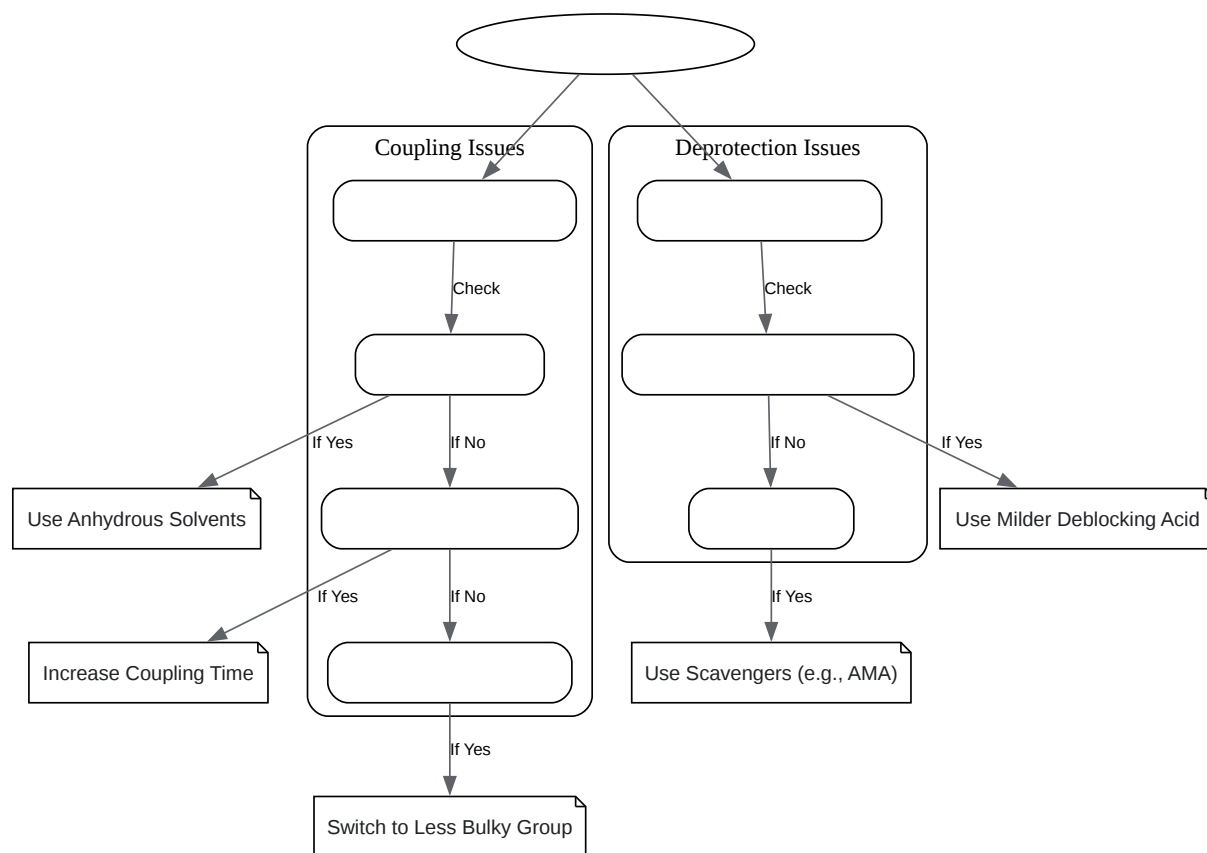 Coupling Issues
Deprotection Issues
Check
Check
If Yes
If No
If No
If Yes
Use Anhydrous Solvents
Use Milder Deblocking Acid
If Yes
If No
If Yes
Increase Coupling Time
Use Scavengers (e.g., AMA)
If Yes
Switch to Less Bulky Group